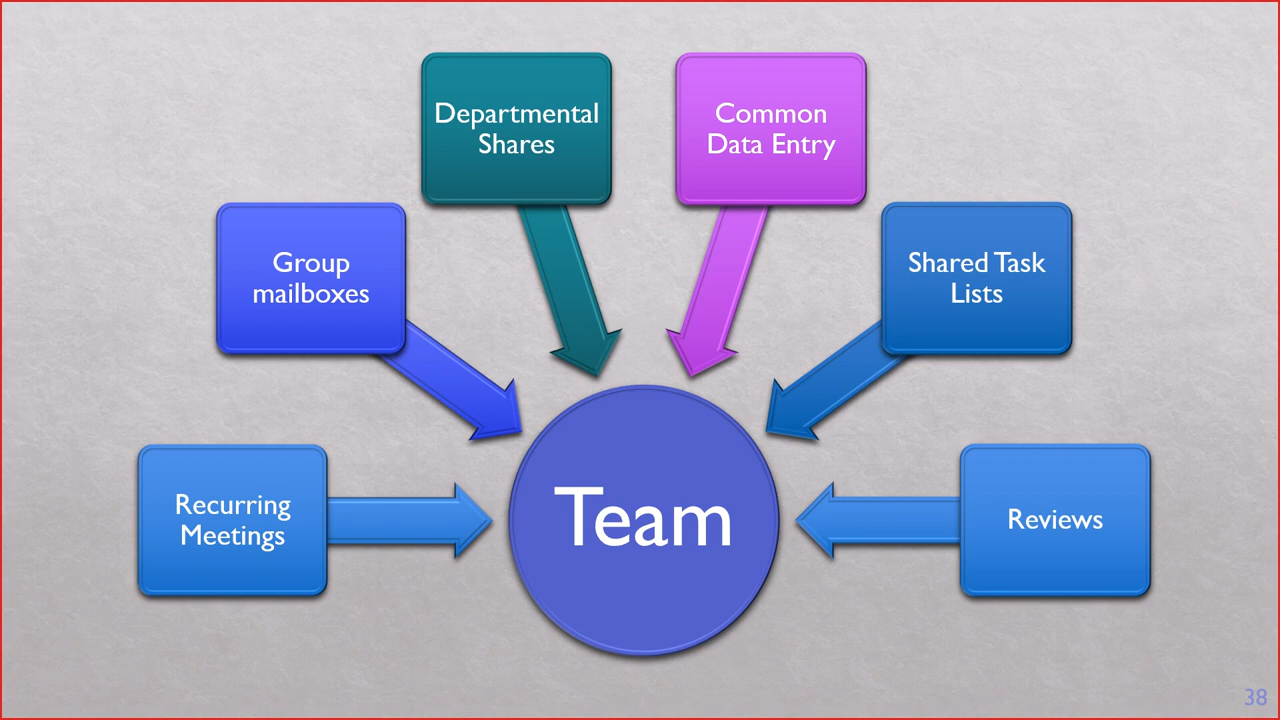 Departmental
Shares
Common
Data Entry
Group
mailboxes
Shared Task
Lists
Recurring
Meetings
Team
Reviews
38